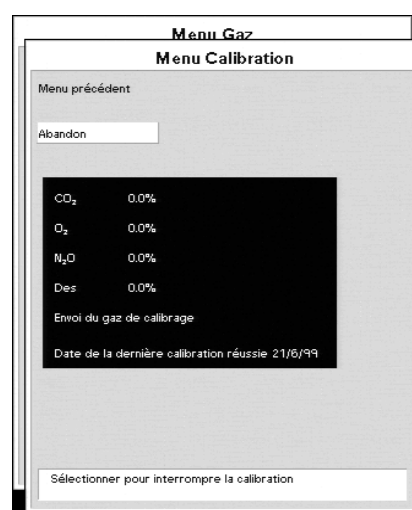 Menu Gaz
Menu Calibration
Menu précédent
Abandon
CO₂ 0.0%
O₂ 0.0%
N₂O 0.0%
Des 0.0%
Envoi du gaz de calibrage
Date de la dernière calibration réussie 21/6/99
Sélectionner pour interrompre la calibration